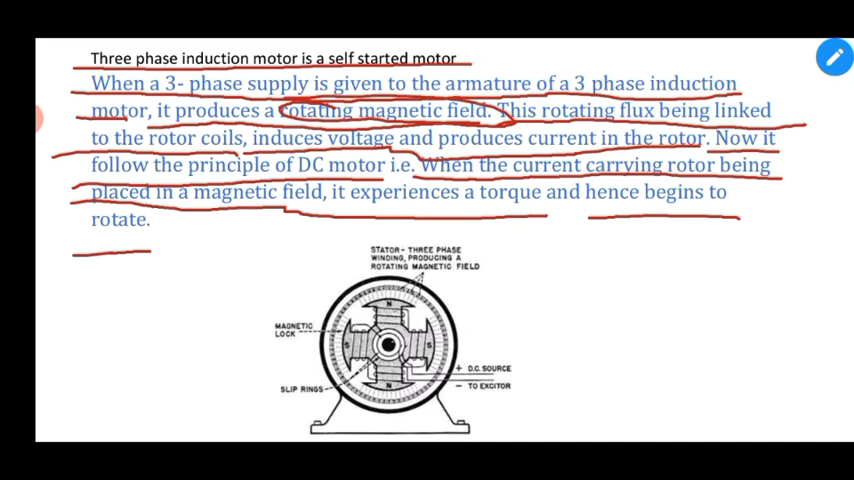 Three phase induction motor is a self started motor
When a 3- phase supply is given to the armature of a 3 phase induction
motor, it produces a rotating magnetic field. This rotating flux being linked
to the rotor coils, induces voltage and produces current in the rotor. Now it
follow the principle of DC motor i.e. When the current carrying rotor being
placed in a magnetic field, it experiences a torque and hence begins to
rotate.
STATOR- THREE PHASE
WINDING, PRODUCING A
ROTATING MAGNETIC FIELD
N
MAGNETIC
LOCK
S
S
+ D.C. SOURCE
- TO EXCITOR
N
SLIP RINGS